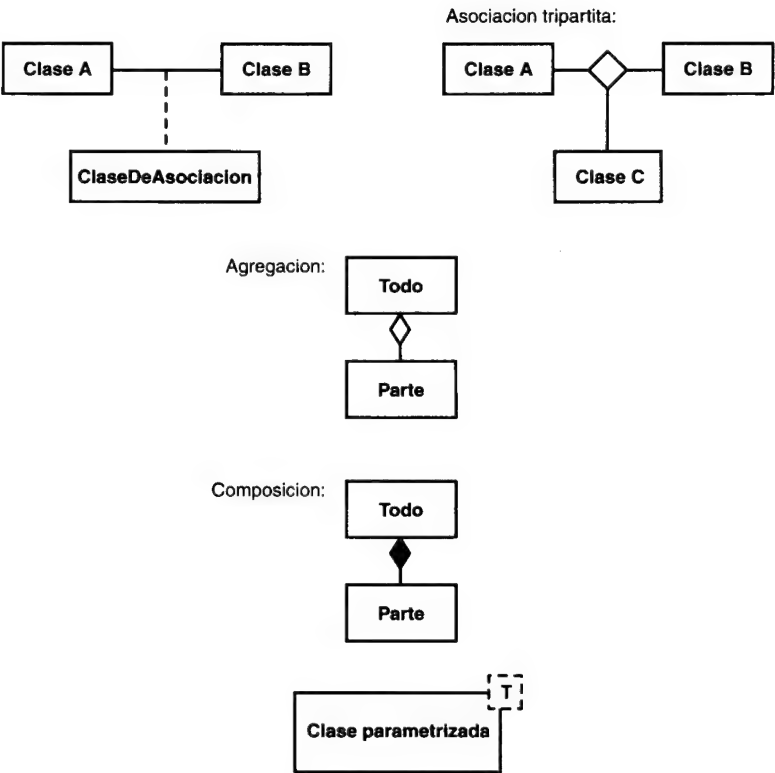 Asociacion tripartita:
Clase A
Clase B
ClaseDeAsociacion
Clase A
Clase B
Clase C
Agregacion:
Todo
Parte
Composicion:
Todo
Parte
T
Clase parametrizada